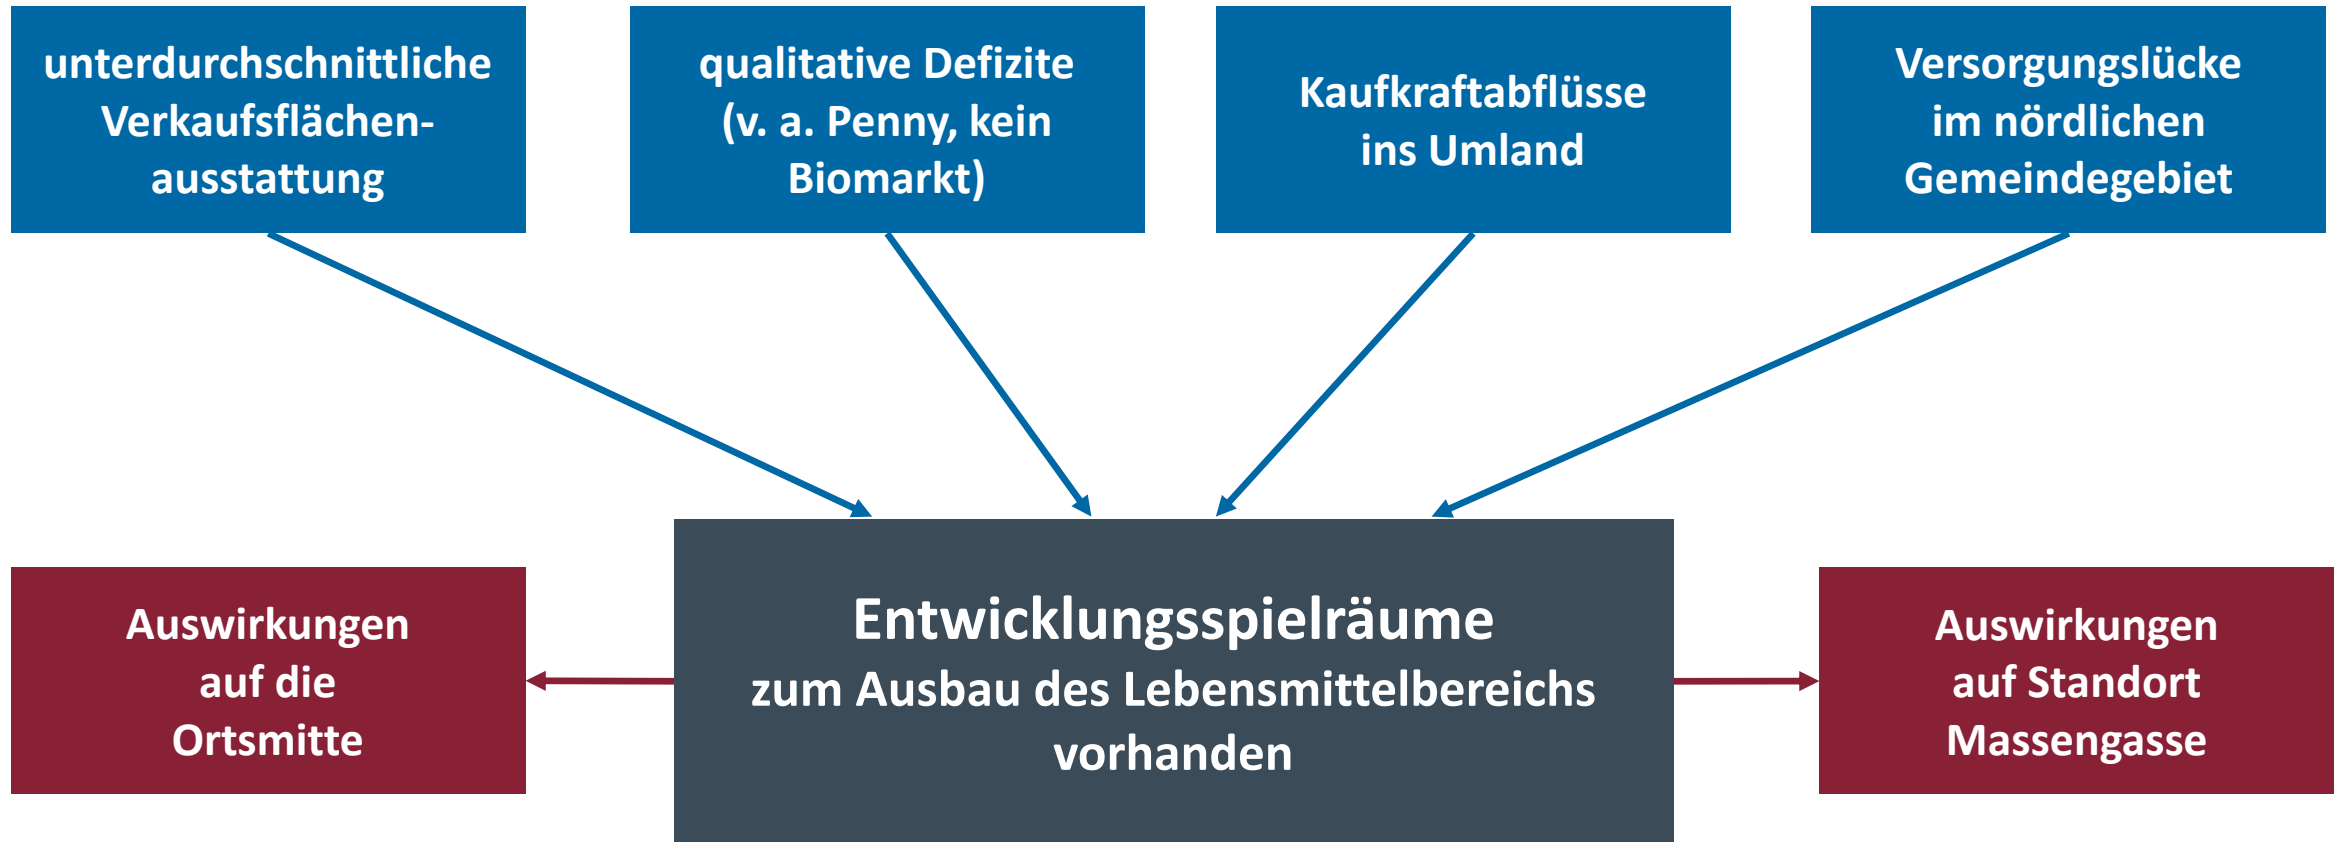 unterdurchschnittliche
Verkaufsflächen-
ausstattung
qualitative Defizite
(v. a. Penny, kein
Biomarkt)
Kaufkraftabflüsse
ins Umland
Versorgungslücke
im nördlichen
Gemeindegebiet
Auswirkungen
auf die
Ortsmitte
Entwicklungsspielräume
zum Ausbau des Lebensmittelbereichs
vorhanden
Auswirkungen
auf Standort
Massengasse